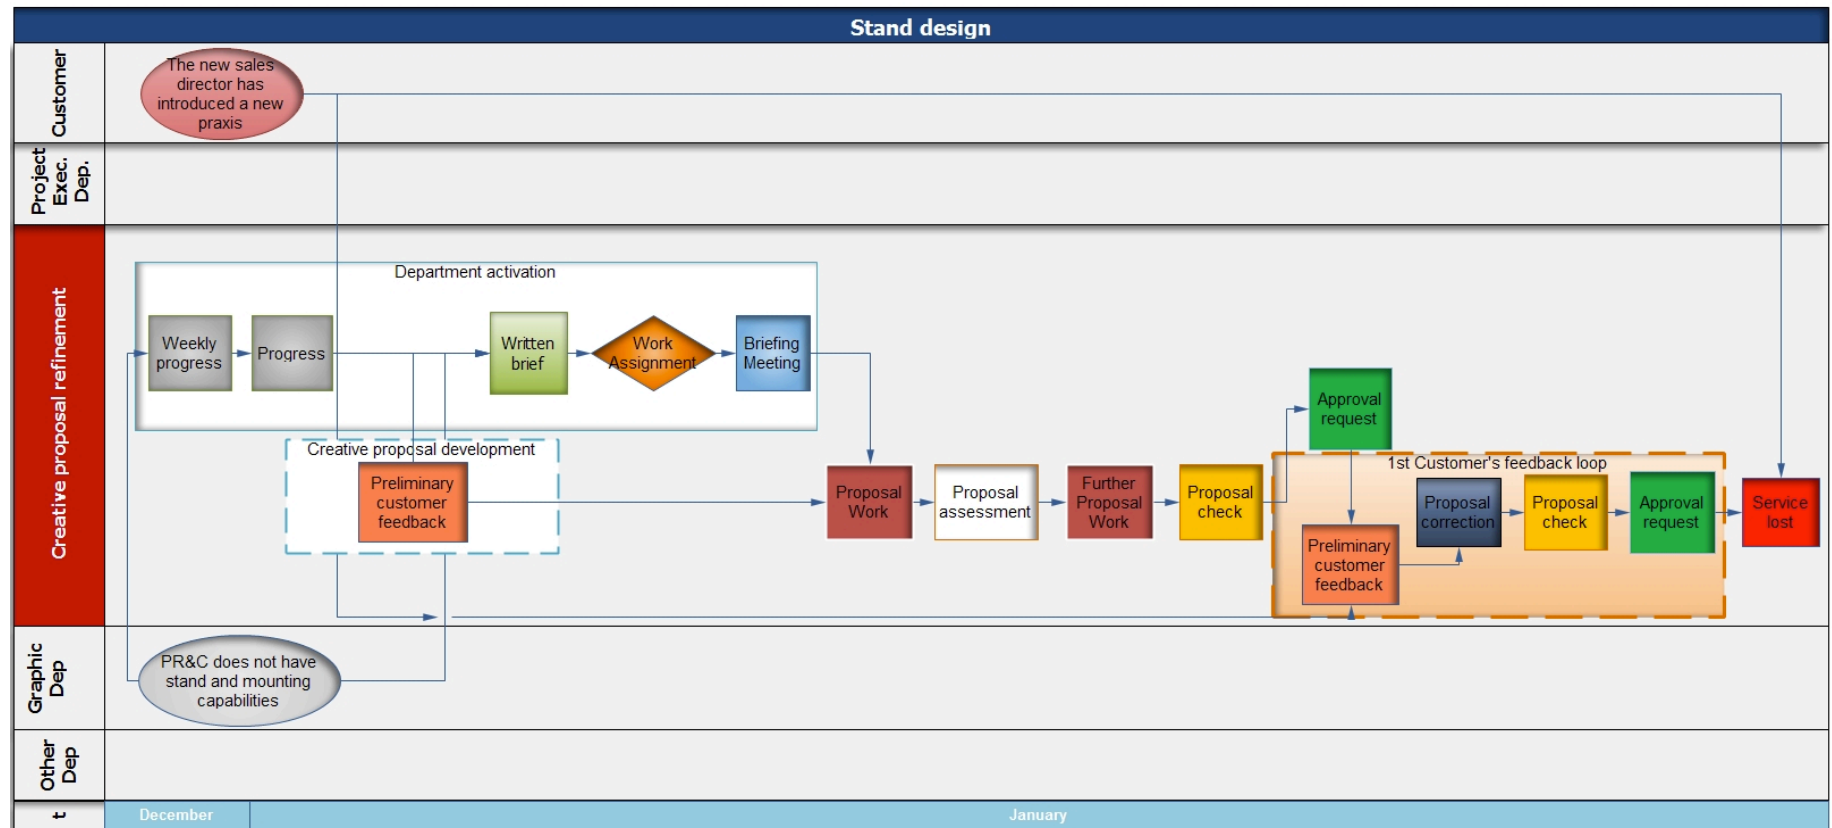 Stand design
Customer
The new sales
director has
introduced a new
praxis
Project
Exec.
Dep.
Creative proposal refinement
Department activation
Weekly
progress
Progress
Written
brief
Work
Assignment
Briefing
Meeting
Creative proposal development
Preliminary
customer
feedback
Proposal
Work
Proposal
assessment
Further
Proposal
Work
Proposal
check
Approval
request
1st Customer's feedback loop
Preliminary
customer
feedback
Proposal
correction
Proposal
check
Approval
request
Service
lost
Graphic
Dep
PR&C does not have
stand and mounting
capabilities
Other
Dep
t
December
January